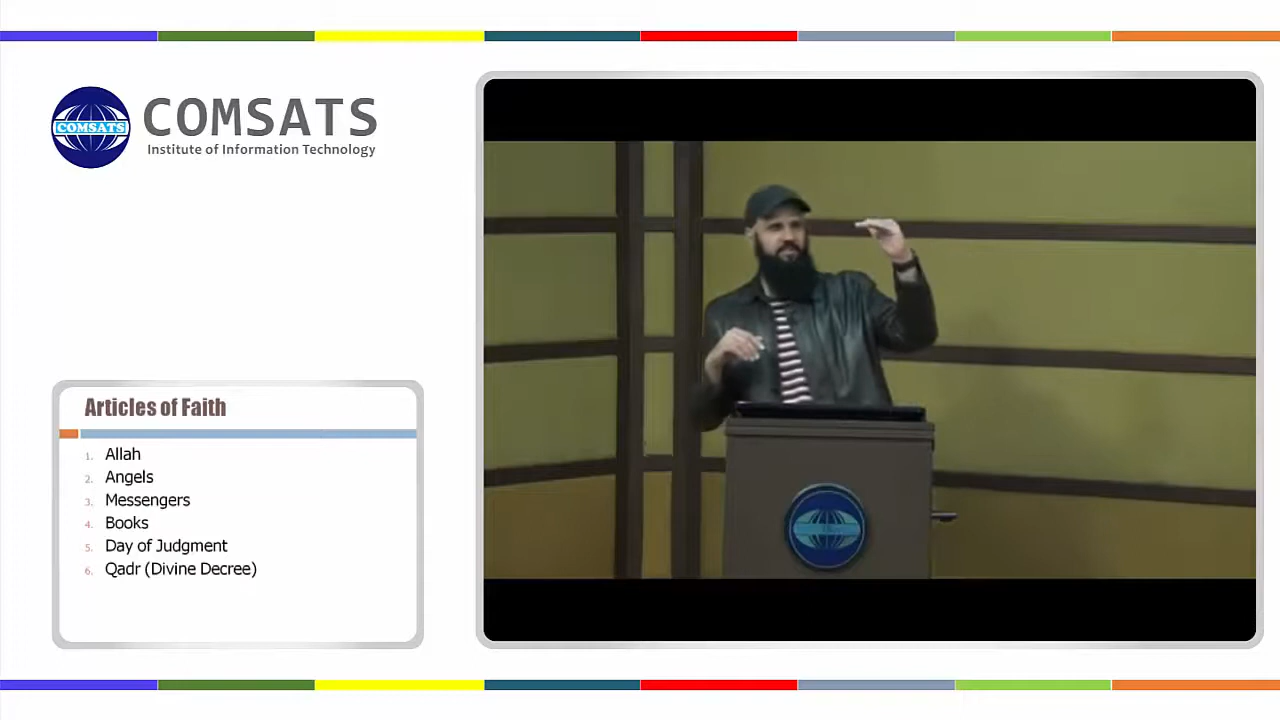 COMSATS
COMSATS
Institute of Information Technology
Articles of Faith
1. Allah
2. Angels
3. Messengers
4. Books
5. Day of Judgment
6. Qadr (Divine Decree)